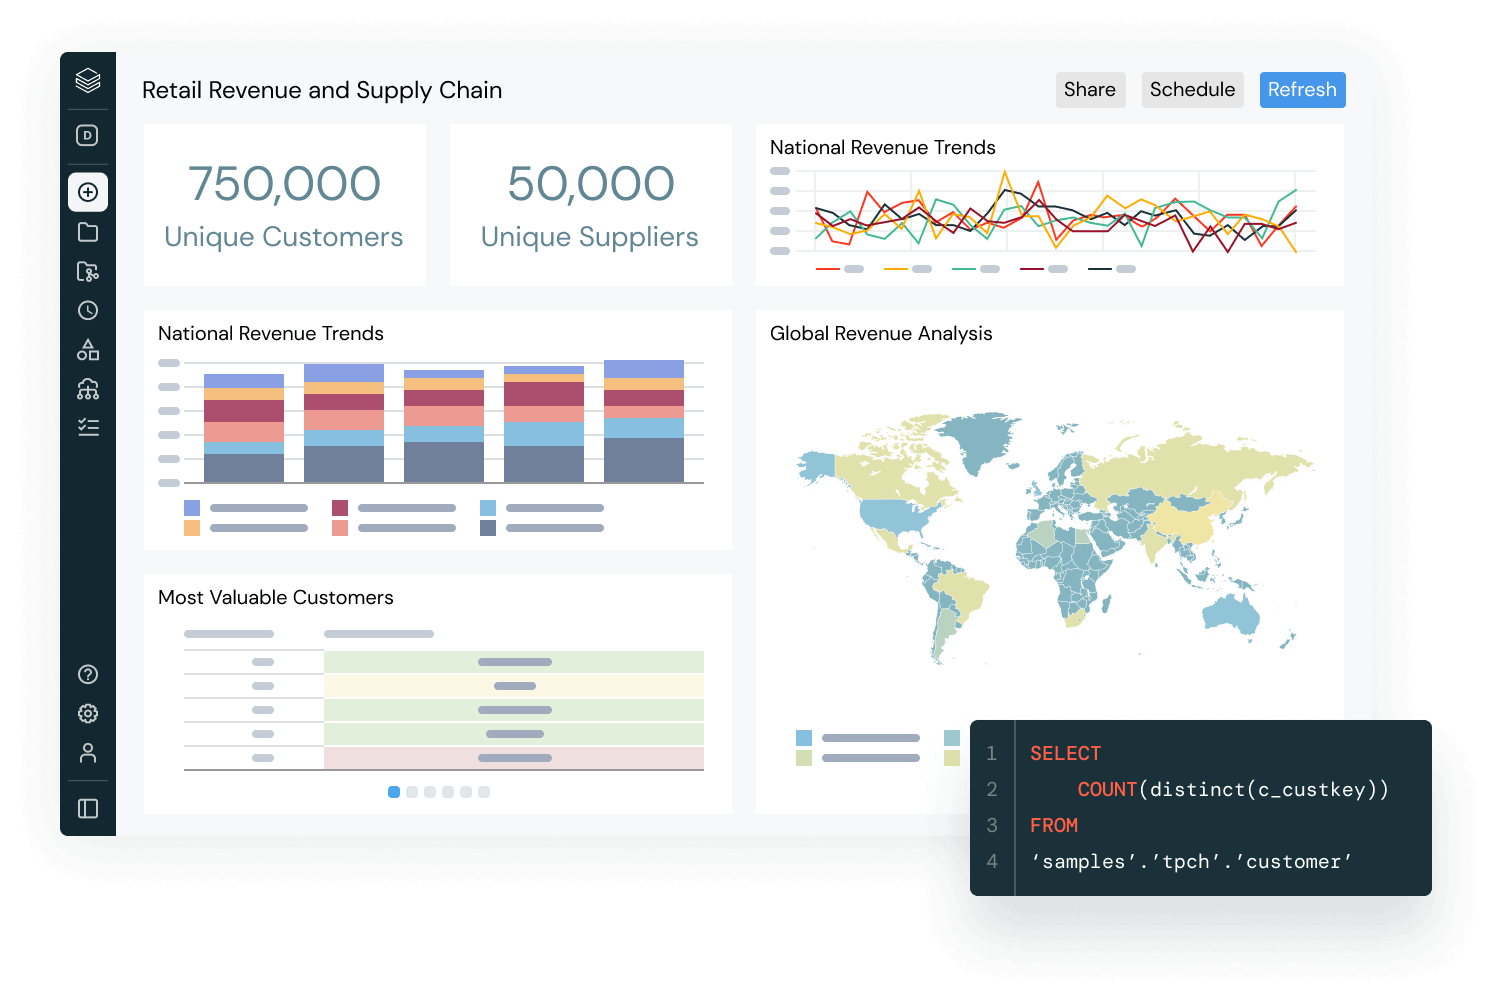 Retail Revenue and Supply Chain
Share
Schedule
Refresh
D
750,000
Unique Customers
50,000
Unique Suppliers
National Revenue Trends
National Revenue Trends
Global Revenue Analysis
Most Valuable Customers
1 SELECT
2 COUNT(distinct(c_custkey))
3 FROM
4 ‘samples’.’tpch’.’customer’